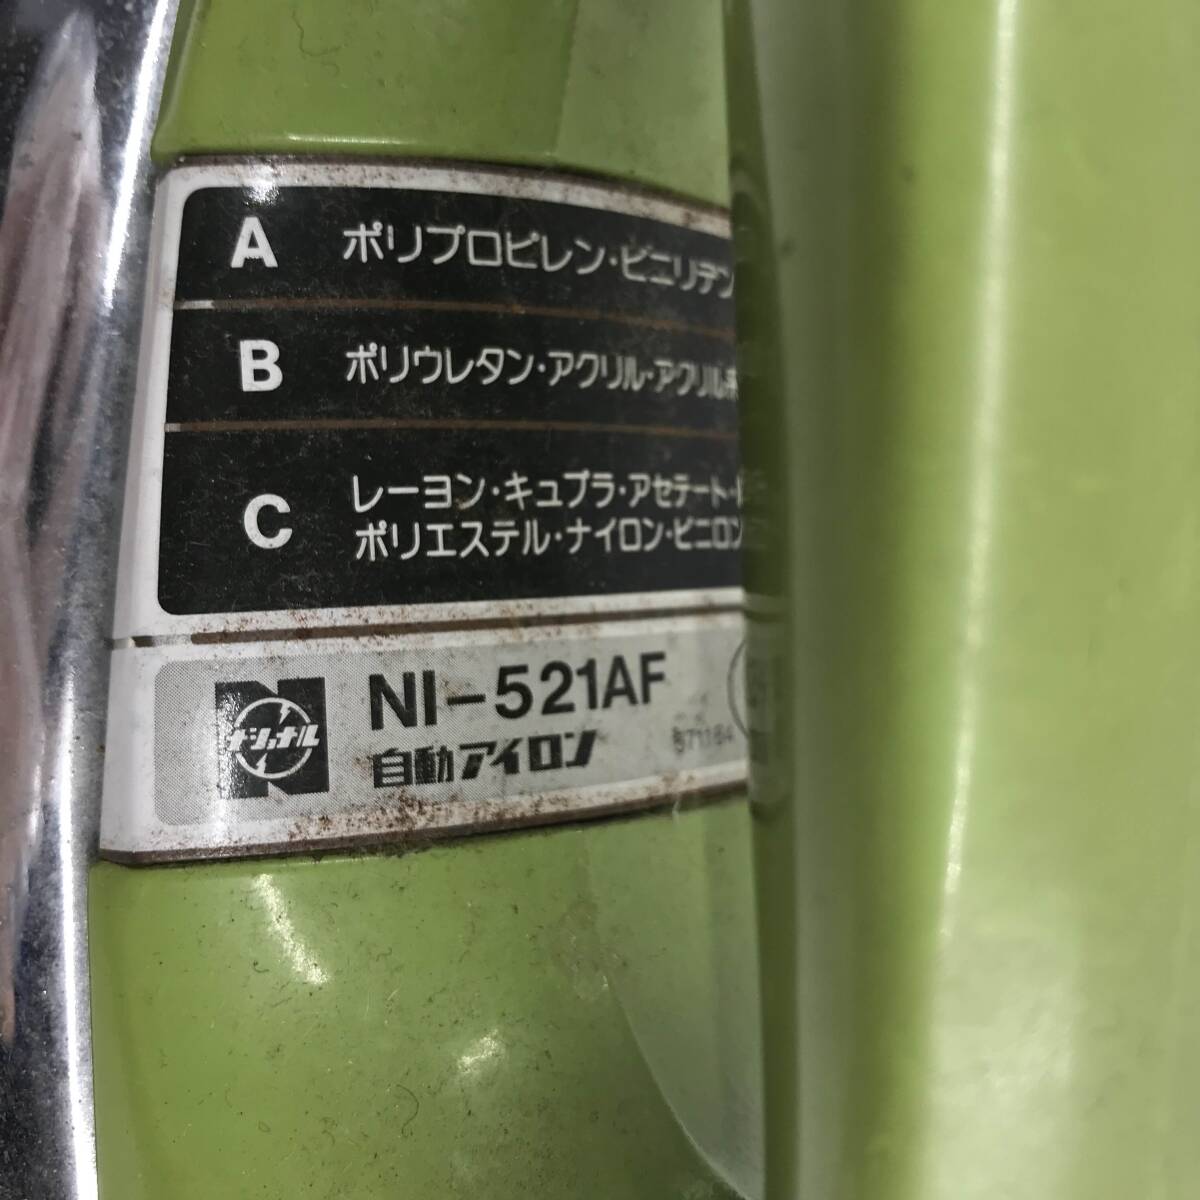 A ポリプロピレン・ビニリデン
B ポリウレタン・アクリル・アクリル系
C レーヨン・キュプラ・アセテート・
ポリエステル・ナイロン・ビニロン
ナショナル
NI-521AF
自動アイロン